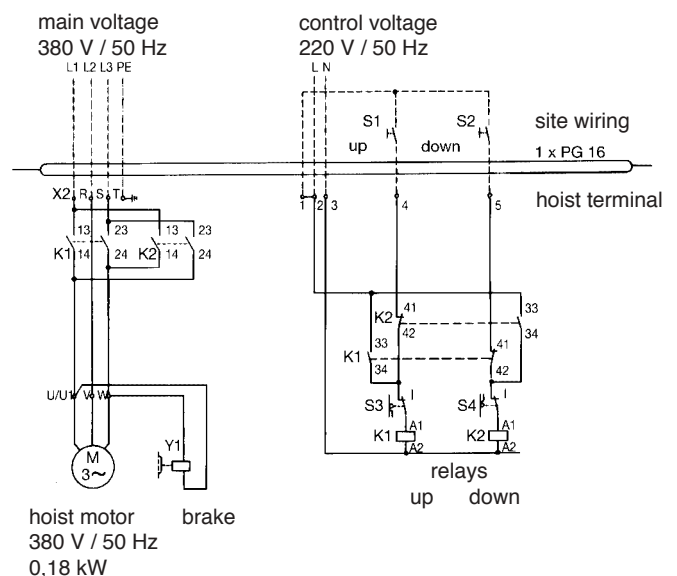 main voltage
380 V / 50 Hz
L1 L2 L3 PE
control voltage
220 V / 50 Hz
L N
S1
S2
up
down
site wiring
1 x PG 16
hoist terminal
X2 R S T
1 2 3 4 5
13 23 13 23
K1 14 24 K2 14 24
41 33
K2
42 34
33 41
K1
34 42
U/U1 V W
S3 I S4 I
K1 A1 K2 A1
A2 A2
Y1
M
3~
relays
up down
hoist motor
brake
380 V / 50 Hz
0,18 kW